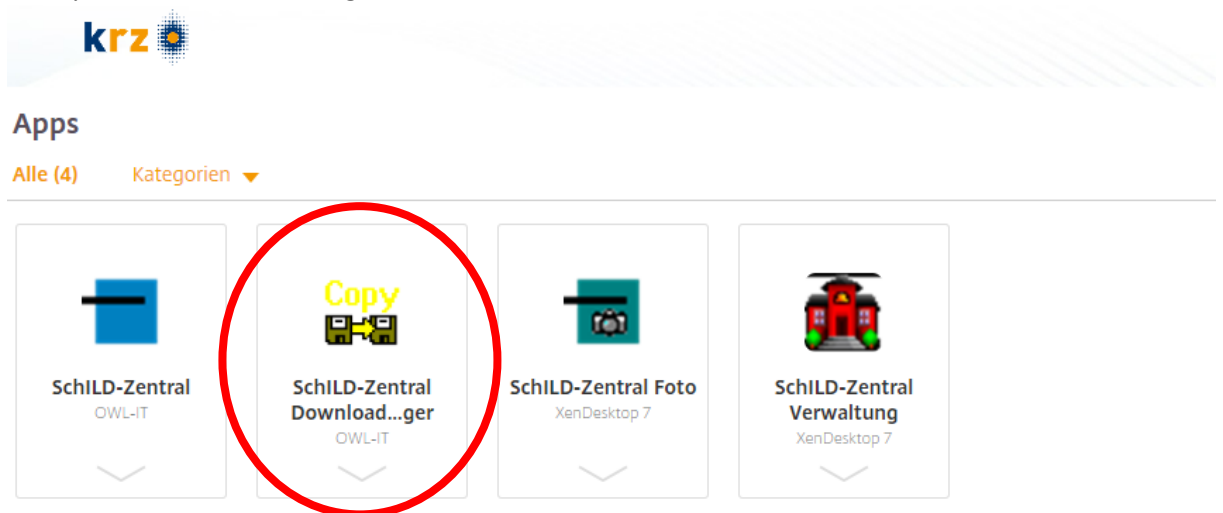 krz
Apps
Alle (4) Kategorien
Copy
SchILD-Zentral
OWL-IT
SchILD-Zentral
Download...ger
OWL-IT
SchILD-Zentral Foto
XenDesktop 7
SchILD-Zentral
Verwaltung
XenDesktop 7